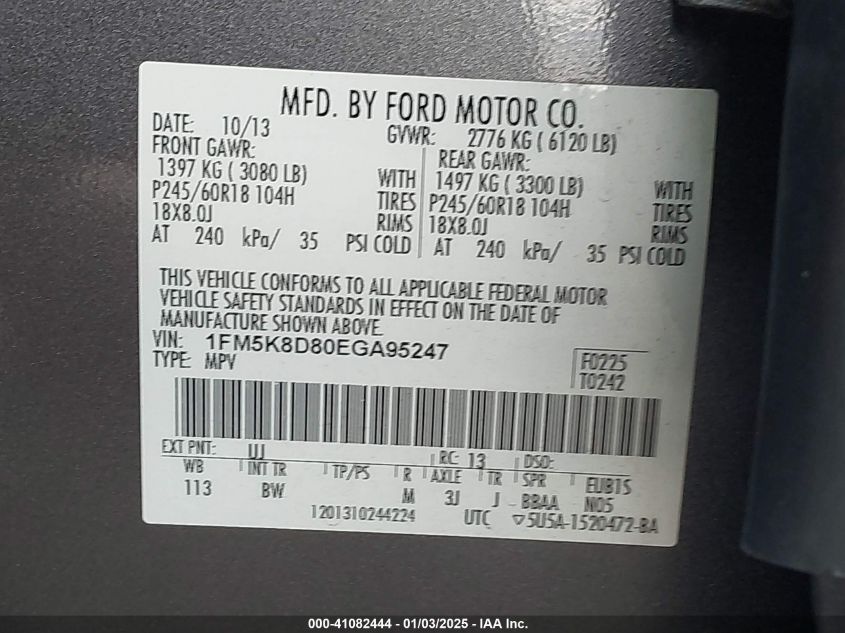 MFD. BY FORD MOTOR CO.
DATE: 10/13 GVWR: 2776 KG ( 6120 LB)
FRONT GAWR: REAR GAWR:
1397 KG ( 3080 LB) WITH 1497 KG ( 3300 LB) WITH
P245/60R18 104H TIRES P245/60R18 104H TIRES
18X8.0J RIMS 18X8.0J RIMS
AT 240 kPa/ 35 PSI COLD AT 240 kPa/ 35 PSI COLD
THIS VEHICLE CONFORMS TO ALL APPLICABLE FEDERAL MOTOR
VEHICLE SAFETY STANDARDS IN EFFECT ON THE DATE OF
MANUFACTURE SHOWN ABOVE.
VIN: 1FM5K8D80EGA95247
TYPE: MPV
F0225
T0242
EXT PNT: UJ RC: 13 DSO:
WB INT TR TP/PS R AXLE TR SPR EUB1S
113 BW M 3J J BBAA N05
1201310244224 UTC ▽5U5A-1520472-BA
000-41082444 - 01/03/2025 - IAA Inc.